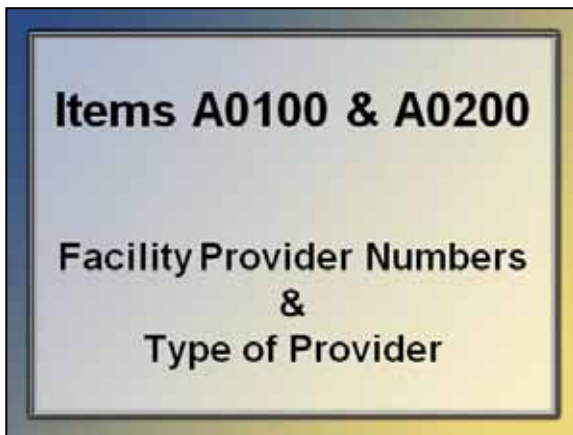 Items A0100 & A0200
Facility Provider Numbers
&
Type of Provider